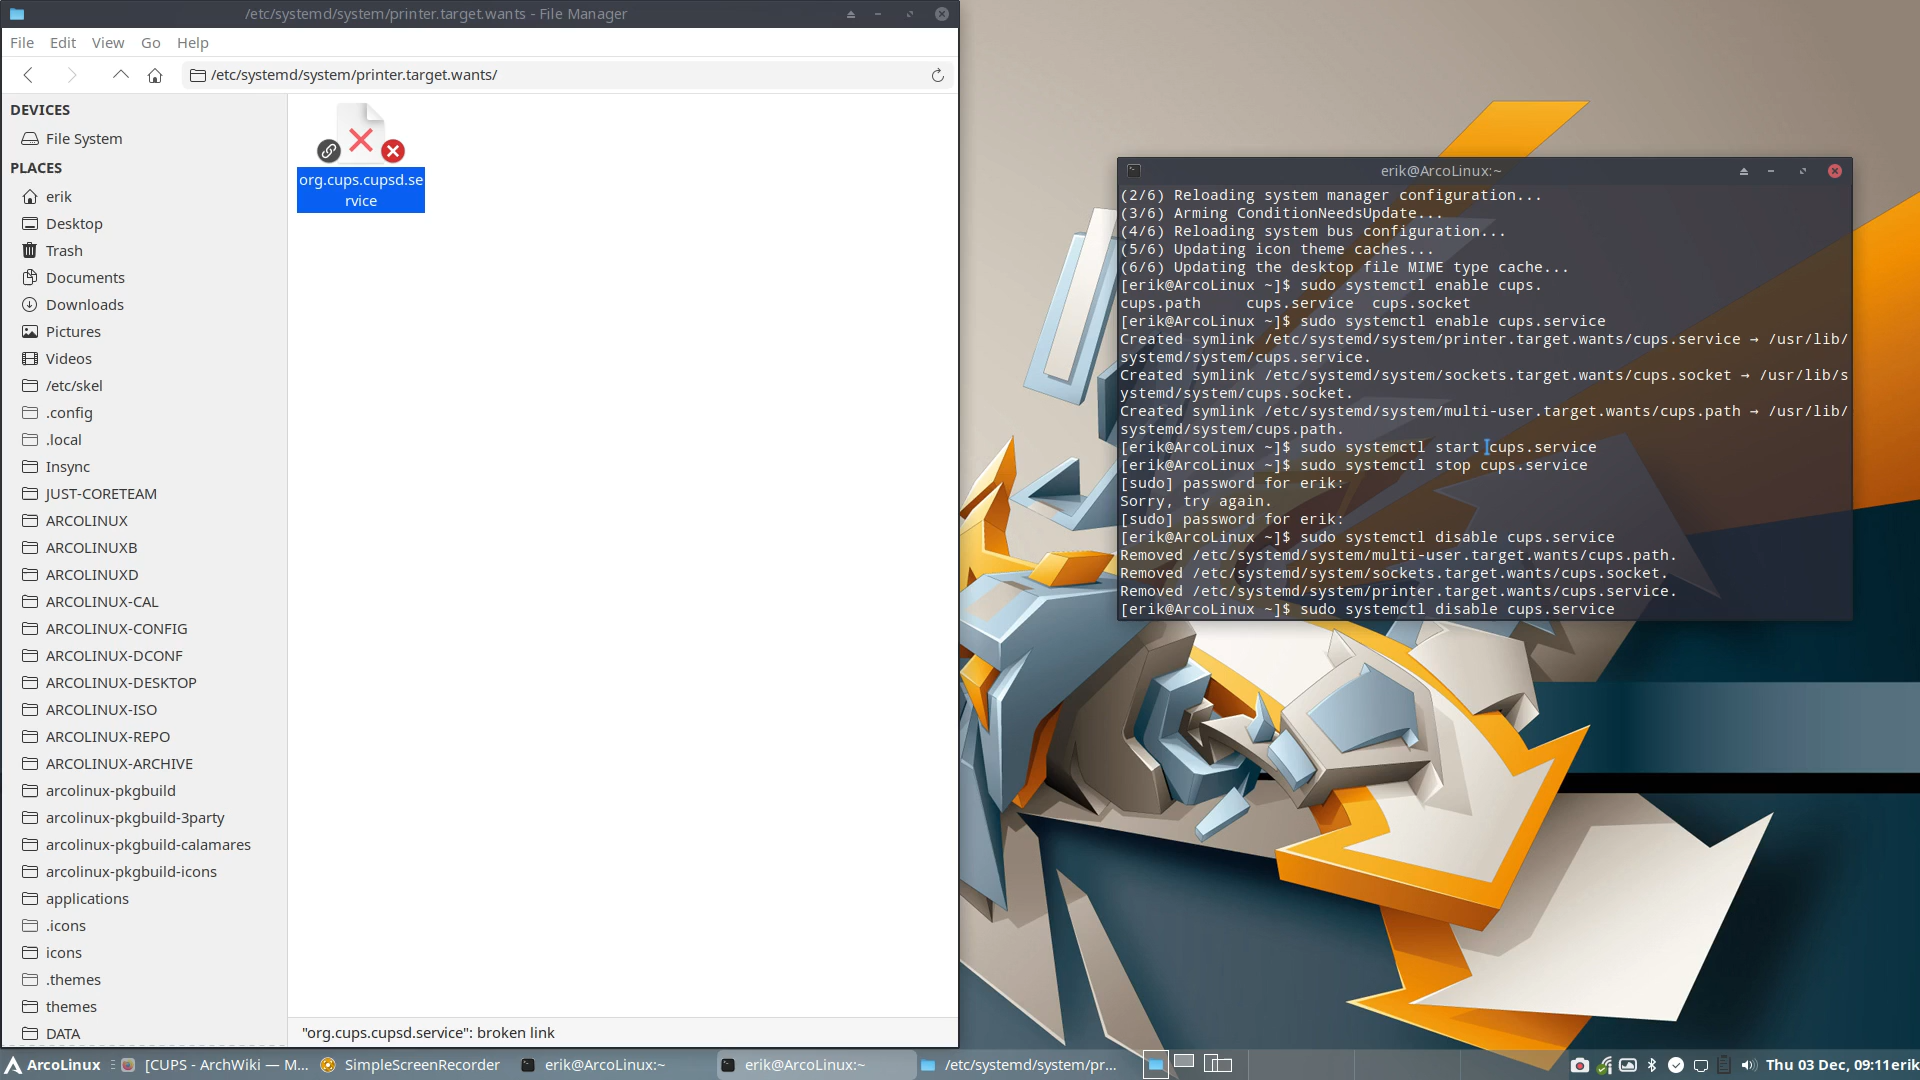 /etc/systemd/system/printer.target.wants - File Manager
File Edit View Go Help
/etc/systemd/system/printer.target.wants/
DEVICES
File System
PLACES
erik
Desktop
Trash
Documents
Downloads
Pictures
Videos
/etc/skel
.config
.local
Insync
JUST-CORETEAM
ARCOLINUX
ARCOLINUXB
ARCOLINUXD
ARCOLINUX-CAL
ARCOLINUX-CONFIG
ARCOLINUX-DCONF
ARCOLINUX-DESKTOP
ARCOLINUX-ISO
ARCOLINUX-REPO
ARCOLINUX-ARCHIVE
arcolinux-pkgbuild
arcolinux-pkgbuild-3party
arcolinux-pkgbuild-calamares
arcolinux-pkgbuild-icons
applications
.icons
icons
.themes
themes
DATA
org.cups.cupsd.se
rvice
"org.cups.cupsd.service": broken link
erik@ArcoLinux:~
(2/6) Reloading system manager configuration...
(3/6) Arming ConditionNeedsUpdate...
(4/6) Reloading system bus configuration...
(5/6) Updating icon theme caches...
(6/6) Updating the desktop file MIME type cache...
[erik@ArcoLinux ~]$ sudo systemctl enable cups.
cups.path     cups.service  cups.socket
[erik@ArcoLinux ~]$ sudo systemctl enable cups.service
Created symlink /etc/systemd/system/printer.target.wants/cups.service → /usr/lib/
systemd/system/cups.service.
Created symlink /etc/systemd/system/sockets.target.wants/cups.socket → /usr/lib/s
ystemd/system/cups.socket.
Created symlink /etc/systemd/system/multi-user.target.wants/cups.path → /usr/lib/
systemd/system/cups.path.
[erik@ArcoLinux ~]$ sudo systemctl start cups.service
[erik@ArcoLinux ~]$ sudo systemctl stop cups.service
[sudo] password for erik:
Sorry, try again.
[sudo] password for erik:
[erik@ArcoLinux ~]$ sudo systemctl disable cups.service
Removed /etc/systemd/system/multi-user.target.wants/cups.path.
Removed /etc/systemd/system/sockets.target.wants/cups.socket.
Removed /etc/systemd/system/printer.target.wants/cups.service.
[erik@ArcoLinux ~]$ sudo systemctl disable cups.service
ArcoLinux [CUPS - ArchWiki — M... SimpleScreenRecorder erik@ArcoLinux:~ erik@ArcoLinux:~ /etc/systemd/system/pr... Thu 03 Dec, 09:11 erik